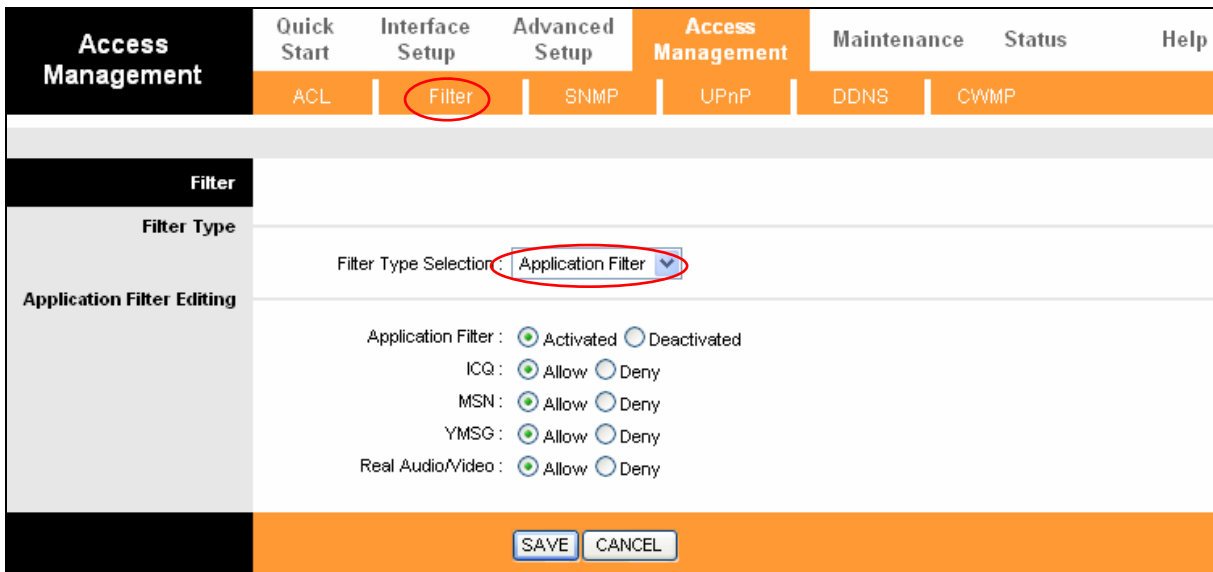 Access Management
Quick Start
Interface Setup
Advanced Setup
Access Management
Maintenance
Status
Help
ACL
Filter
SNMP
UPnP
DDNS
CWMP
Filter
Filter Type
Filter Type Selection : Application Filter
Application Filter Editing
Application Filter : Activated Deactivated
ICQ : Allow Deny
MSN : Allow Deny
YMSG : Allow Deny
Real Audio/Video : Allow Deny
SAVE CANCEL